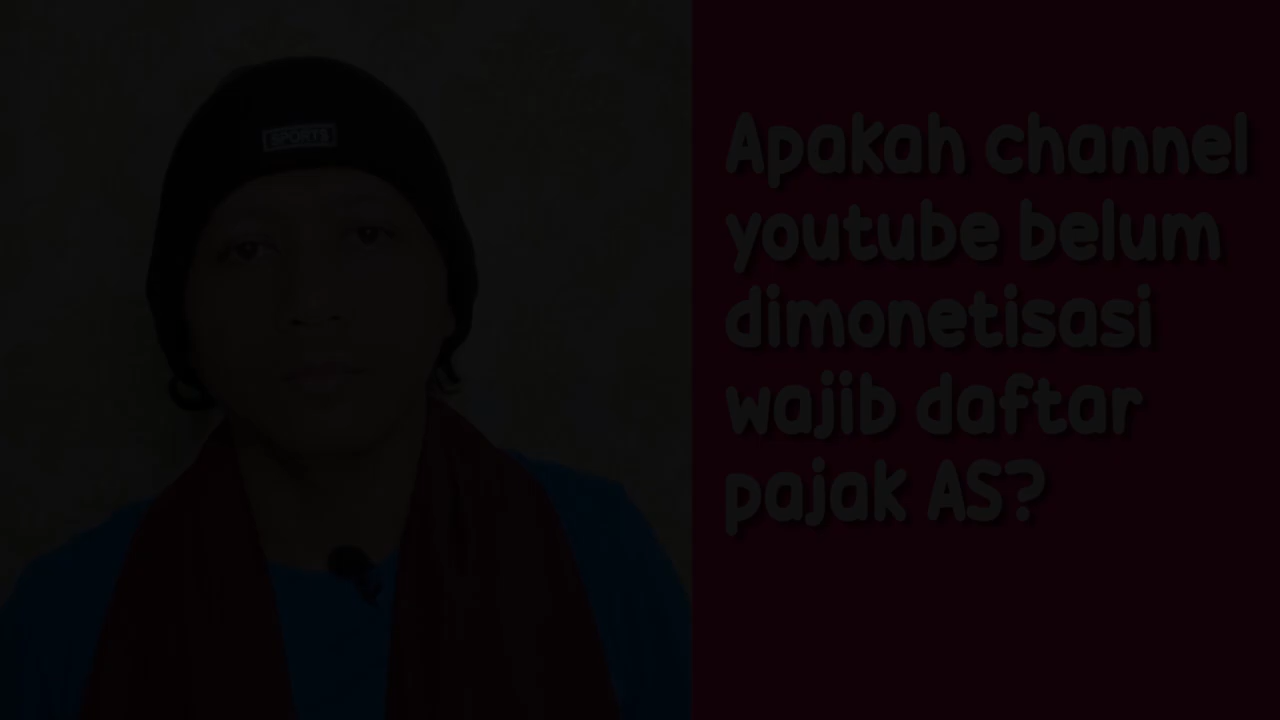 SPORTS
Apakah channel
youtube belum
dimonetisasi
wajib daftar
pajak AS?